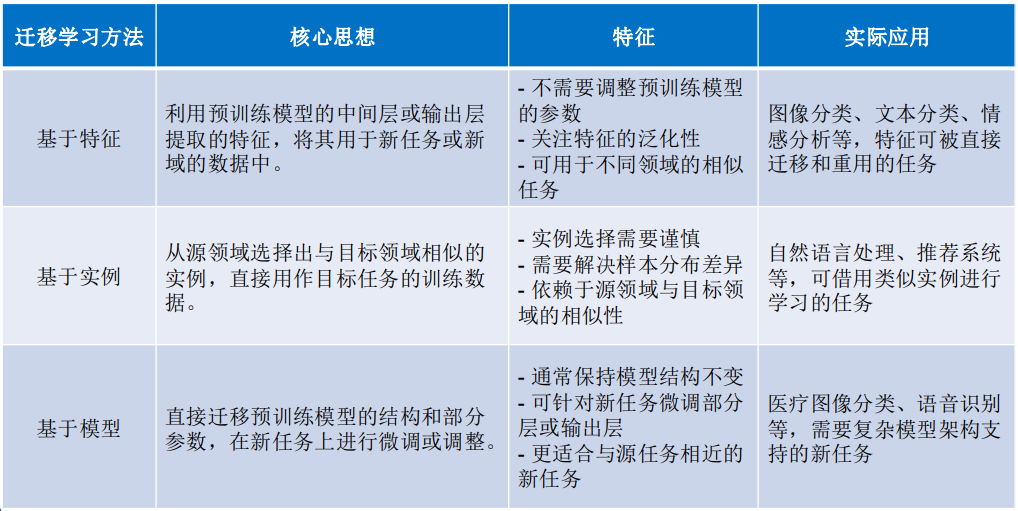 迁移学习方法
核心思想
特征
实际应用
基于特征
利用预训练模型的中间层或输出层
提取的特征，将其用于新任务或新
域的数据中。
- 不需要调整预训练模型
的参数
- 关注特征的泛化性
- 可用于不同领域的相似
任务
图像分类、文本分类、情
感分析等，特征可被直接
迁移和重用的任务
基于实例
从源领域选择出与目标领域相似的
实例，直接用作目标任务的训练数
据。
- 实例选择需要谨慎
- 需要解决样本分布差异
- 依赖于源领域与目标领
域的相似性
自然语言处理、推荐系统
等，可借用类似实例进行
学习的任务
基于模型
直接迁移预训练模型的结构和部分
参数，在新任务上进行微调或调整。
- 通常保持模型结构不变
- 可针对新任务微调部分
层或输出层
- 更适合与源任务相近的
新任务
医疗图像分类、语音识别
等，需要复杂模型架构支
持的新任务